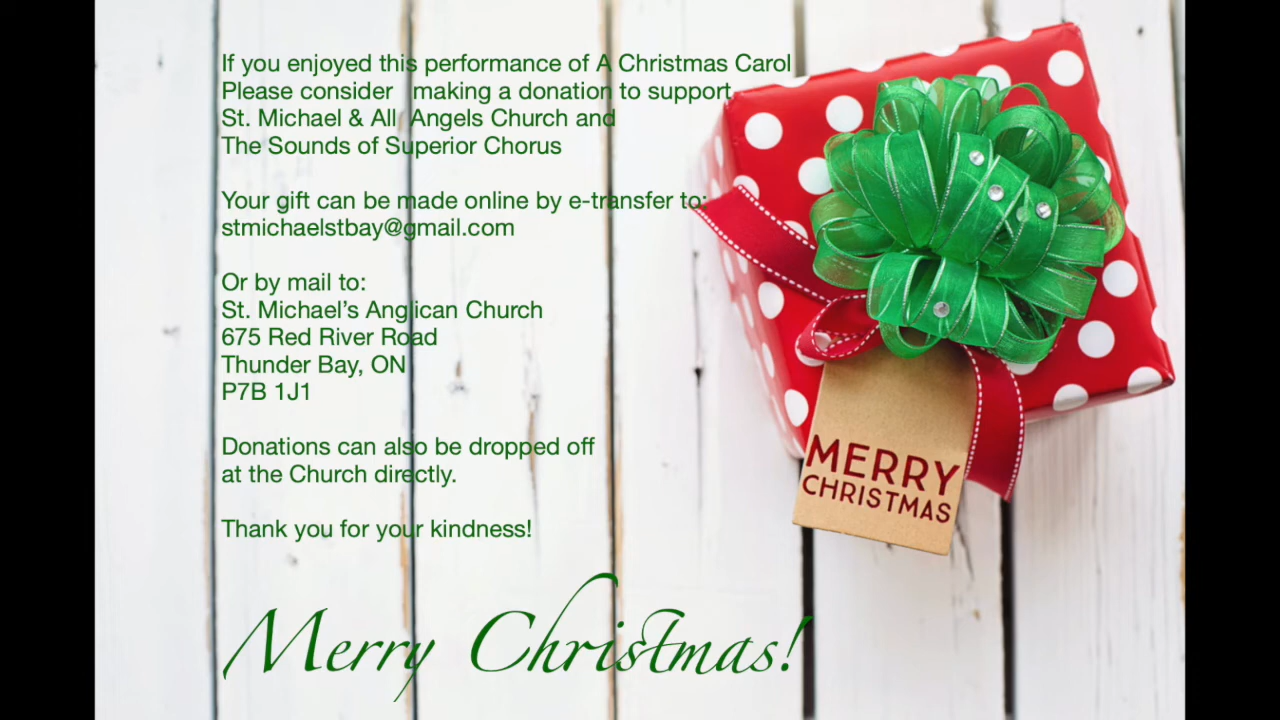 If you enjoyed this performance of A Christmas Carol
Please consider making a donation to support
St. Michael & All Angels Church and
The Sounds of Superior Chorus
Your gift can be made online by e-transfer to:
stmichaelstbay@gmail.com
Or by mail to:
St. Michael’s Anglican Church
675 Red River Road
Thunder Bay, ON
P7B 1J1
Donations can also be dropped off
at the Church directly.
Thank you for your kindness!
Merry Christmas!
MERRY
CHRISTMAS